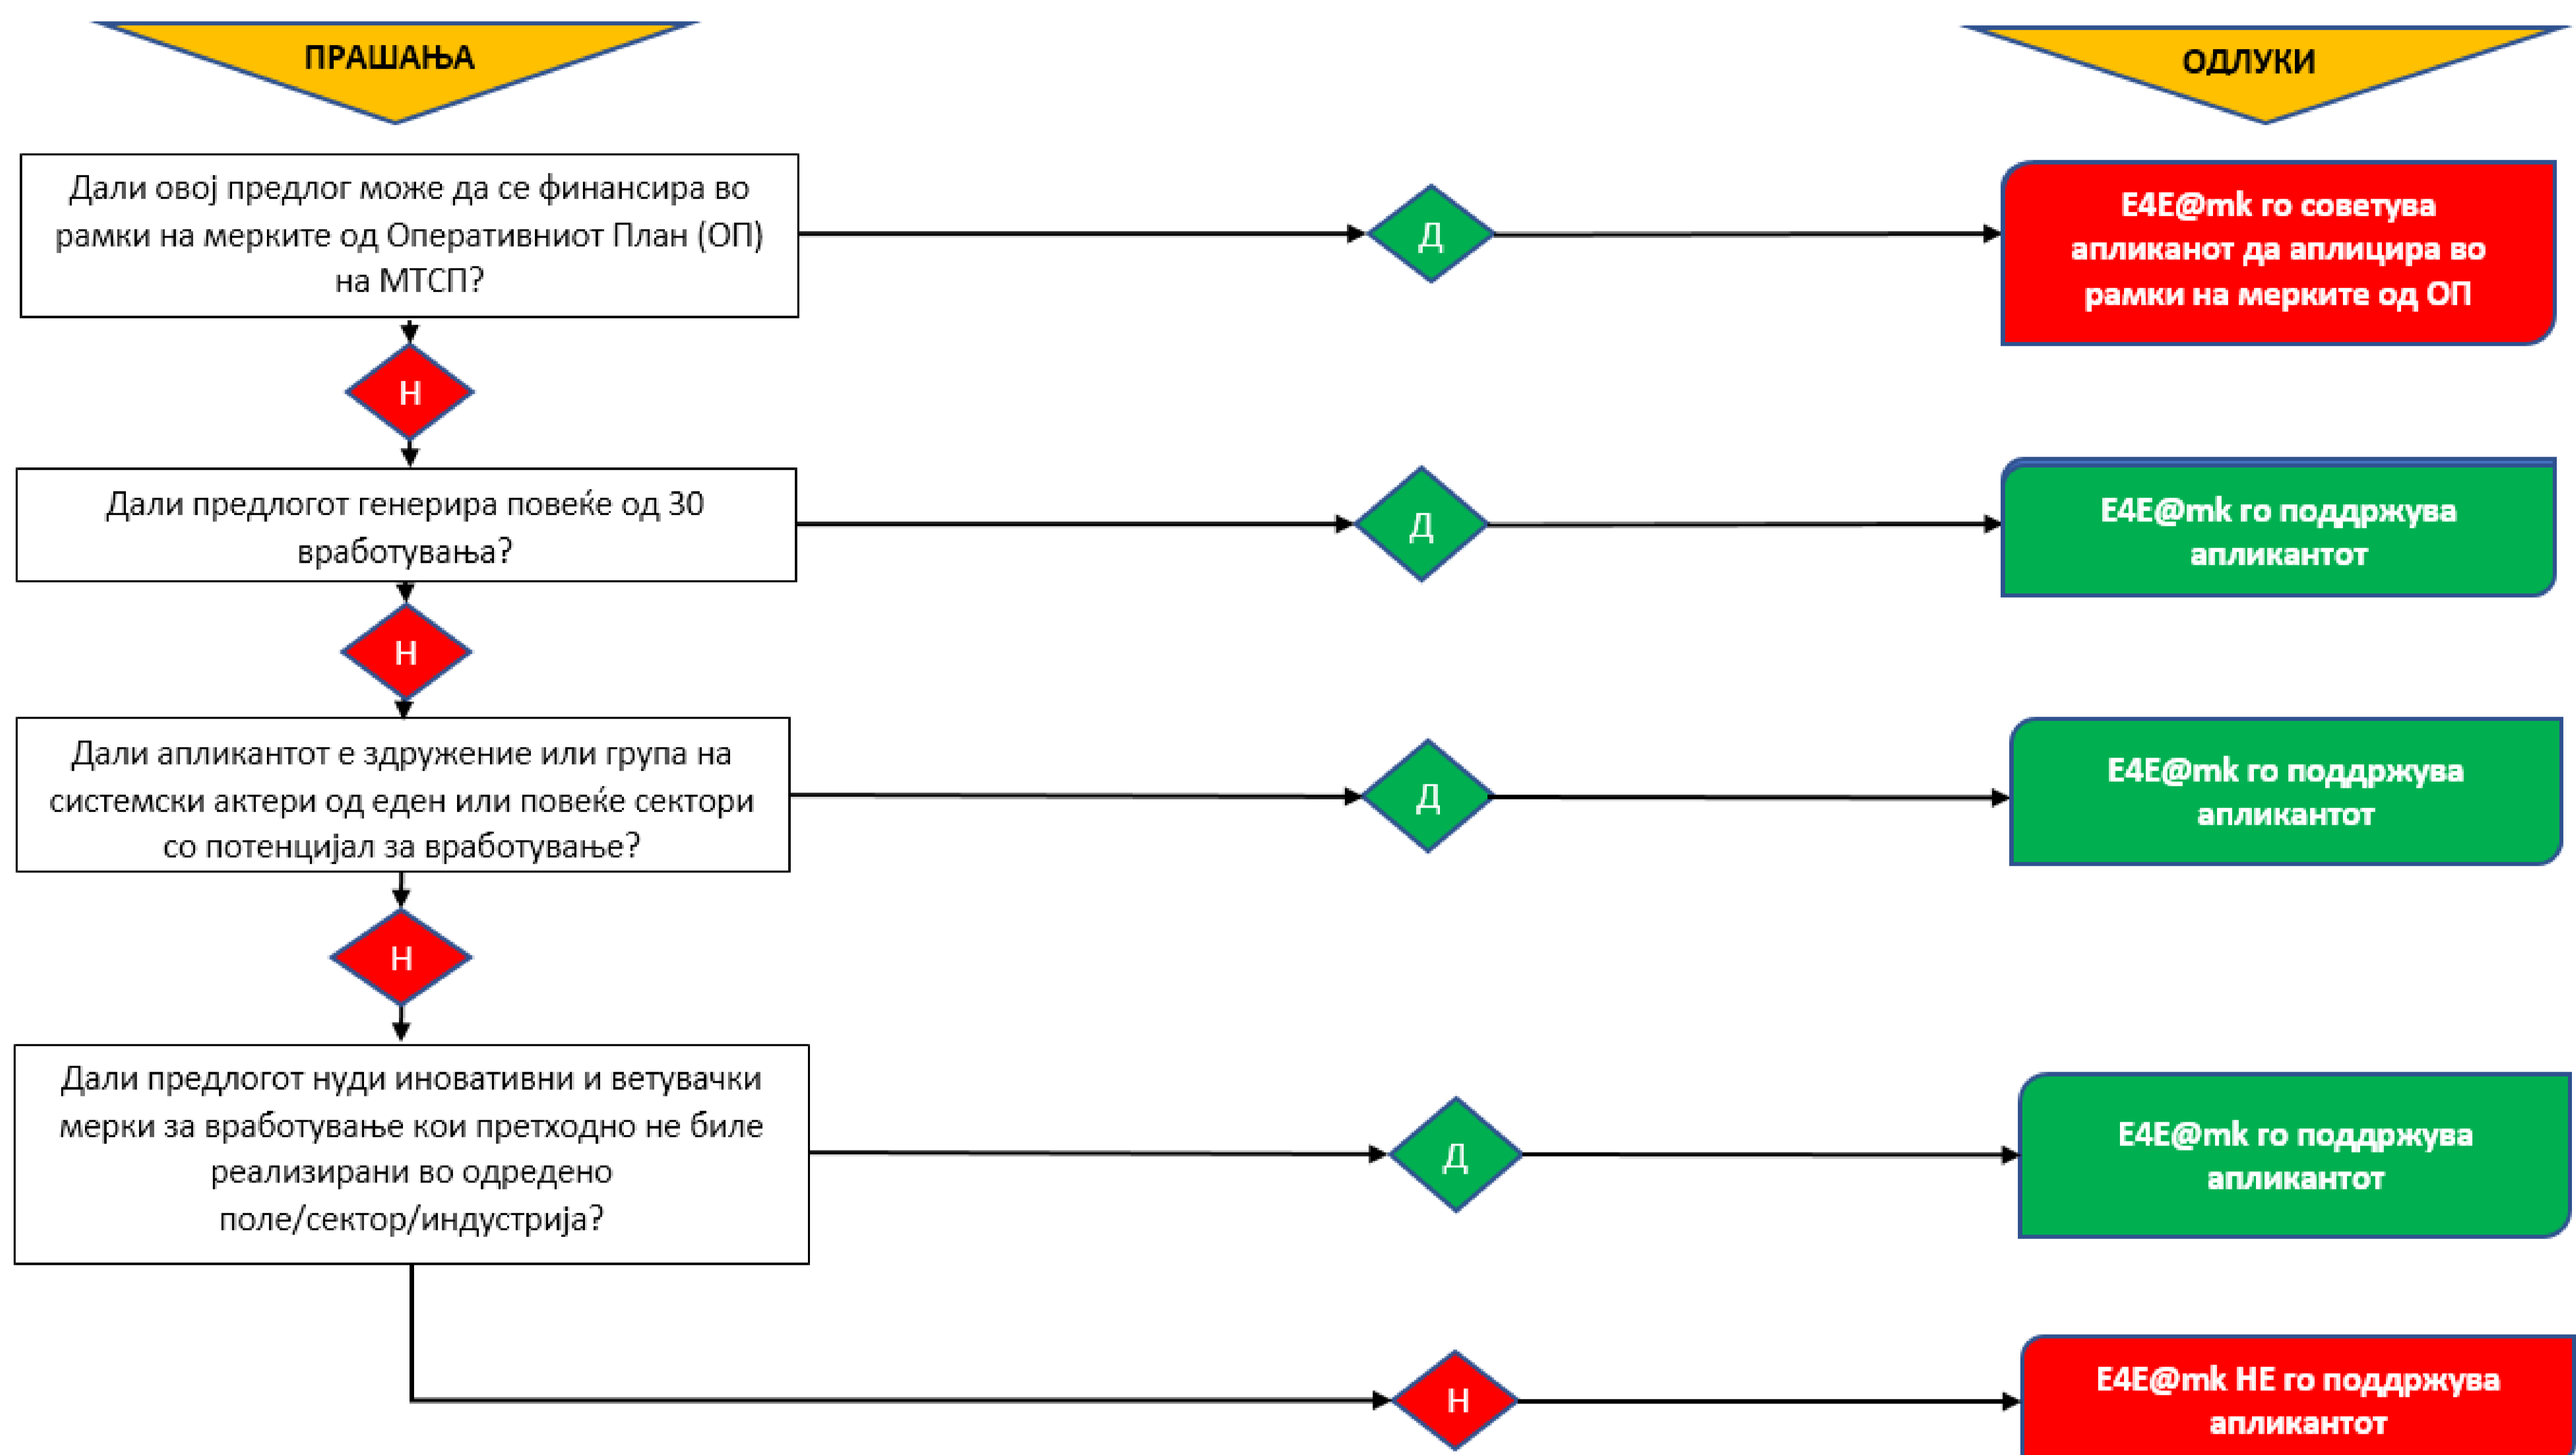 ПРАШАЊА
ОДЛУКИ
Дали овој предлог може да се финансира во
рамки на мерките од Оперативниот План (ОП)
на МТСП?
Д
E4E@mk го советува
апликанот да аплицира во
рамки на мерките од ОП
Н
Дали предлогот генерира повеќе од 30
вработувања?
Д
E4E@mk го поддржува
апликантот
Н
Дали апликантот е здружение или група на
системски актери од еден или повеќе сектори
со потенцијал за вработување?
Д
E4E@mk го поддржува
апликантот
Н
Дали предлогот нуди иновативни и ветувачки
мерки за вработување кои претходно не биле
реализирани во одредено
поле/сектор/индустрија?
Д
E4E@mk го поддржува
апликантот
Н
E4E@mk НЕ го поддржува
апликантот